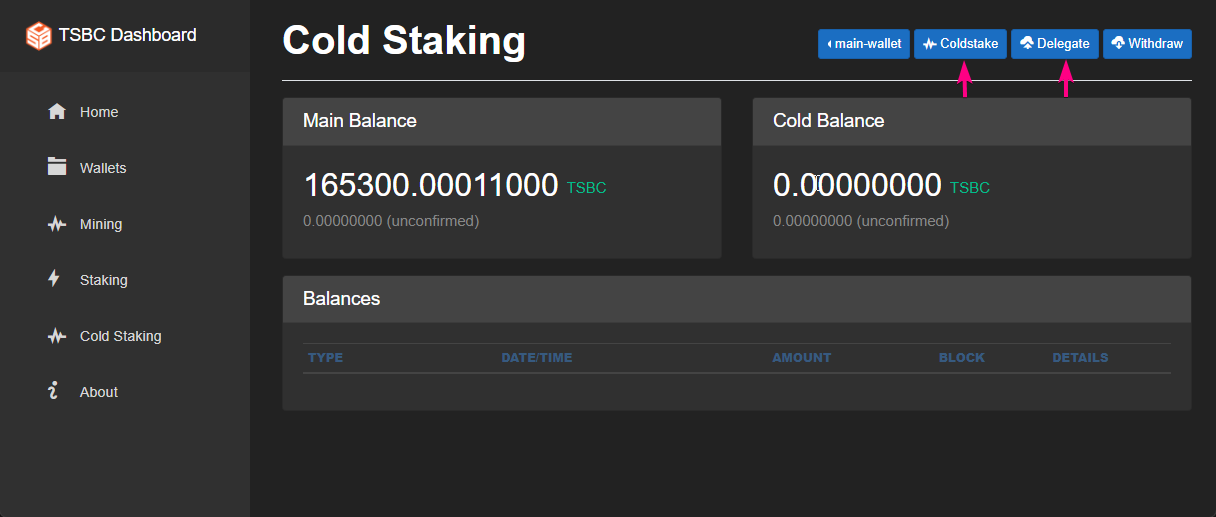 TSBC Dashboard
Home
Wallets
Mining
Staking
Cold Staking
About
Cold Staking
main-wallet Coldstake Delegate Withdraw
Main Balance
165300.00011000 TSBC
0.00000000 (unconfirmed)
Cold Balance
0.00000000 TSBC
0.00000000 (unconfirmed)
Balances
TYPE DATE/TIME AMOUNT BLOCK DETAILS